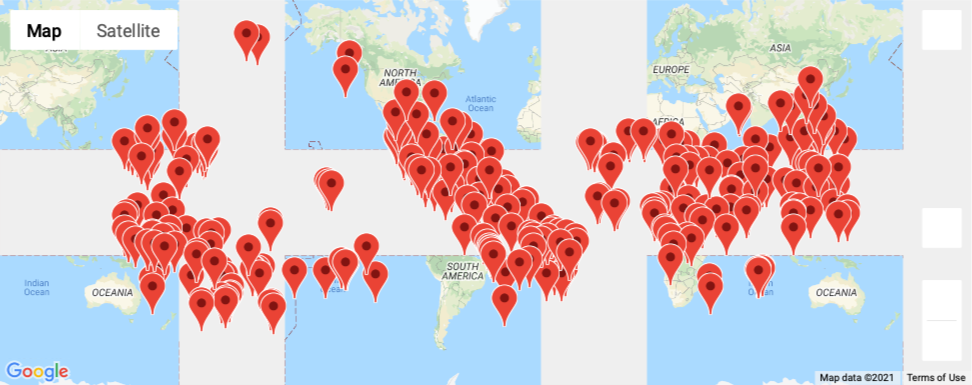 Map Satellite
ASIA
NORTH
AMERICA
Atlantic
Ocean
EUROPE
AFRICA
Indian
Ocean
OCEANIA
SOUTH
AMERICA
Ocean
OCEANIA
Google
Map data ©2021 Terms of Use